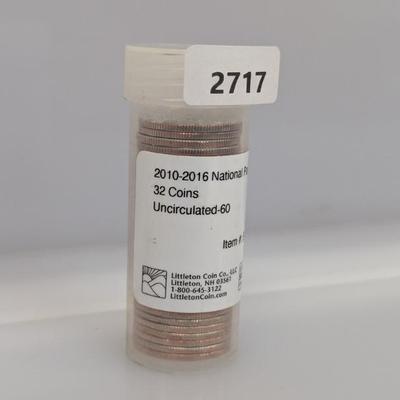 2717
2010-2016 National
32 Coins
Uncirculated-60
Item #
Littleton Coin Co., LLC
Littleton, NH 03561
1-800-645-3122
LittletonCoin.com